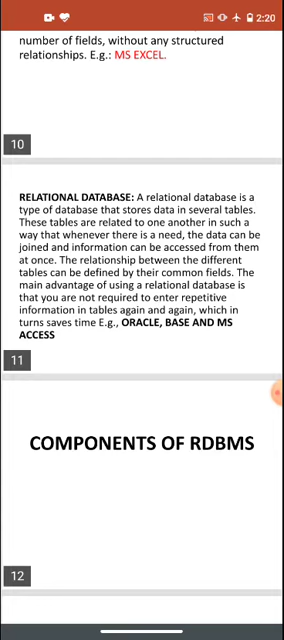 2:20
number of fields, without any structured
relationships. E.g.: MS EXCEL.
10
RELATIONAL DATABASE: A relational database is a
type of database that stores data in several tables.
These tables are related to one another in such a
way that whenever there is a need, the data can be
joined and information can be accessed from them
at once. The relationship between the different
tables can be defined by their common fields. The
main advantage of using a relational database is
that you are not required to enter repetitive
information in tables again and again, which in
turns saves time E.g., ORACLE, BASE AND MS
ACCESS
11
COMPONENTS OF RDBMS
12